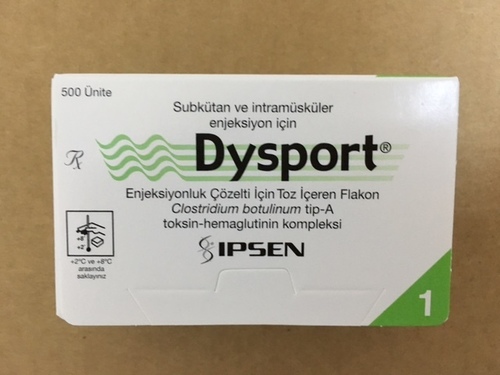 500 Ünite
Subkütan ve intramüsküler
enjeksiyon için
Dysport®
Enjeksiyonluk Çözelti İçin Toz İçeren Flakon
Clostridium botulinum tip-A
toksin-hemaglutinin kompleksi
IPSEN
+8°
+2°
+2°C ve +8°C
arasında
saklayınız
1